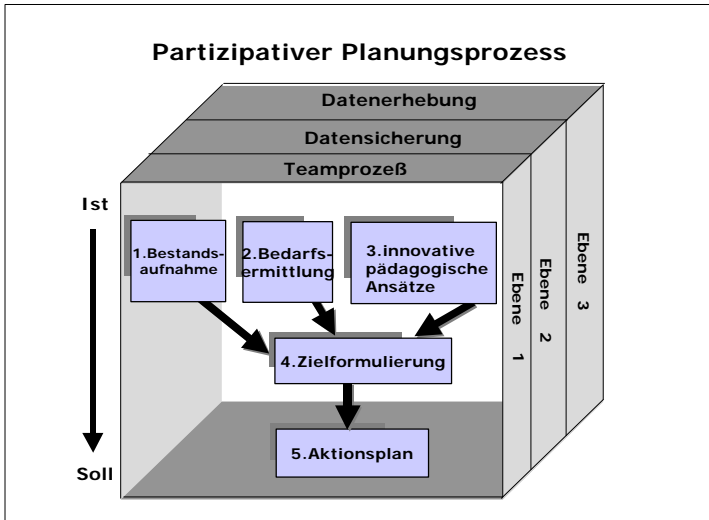 Partizipativer Planungsprozess
Datenerhebung
Datensicherung
Teamprozeß
Ist
1.Bestands-
aufnahme
2.Bedarfs-
ermittlung
3.innovative
pädagogische
Ansätze
Ebene 1
Ebene 2
Ebene 3
4.Zielformulierung
5.Aktionsplan
Soll